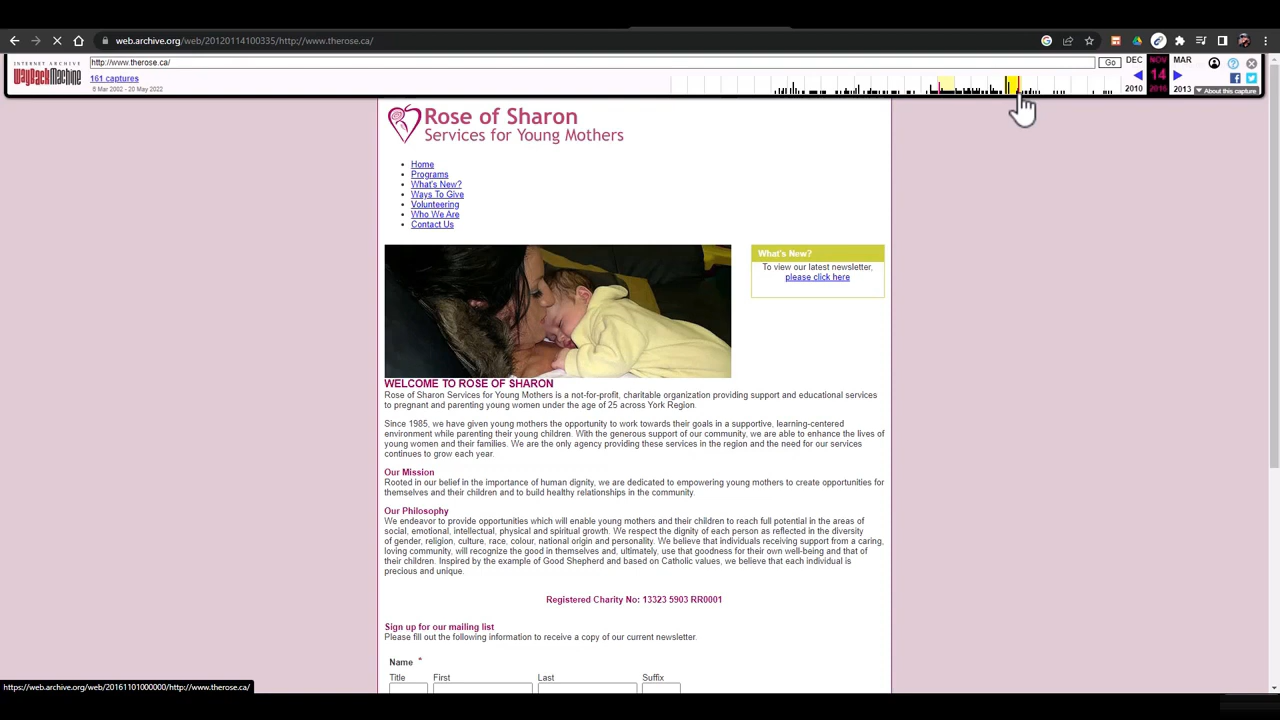 web.archive.org/web/20120114100335/http://www.therose.ca/
INTERNET ARCHIVE
WayBackMachine
http://www.therose.ca/
Go
DEC
NOV
MAR
161 captures
14
6 Mar 2002 - 20 May 2022
2010
2016
2013
About this capture
Rose of Sharon
Services for Young Mothers
Home
Programs
What's New?
Ways To Give
Volunteering
Who We Are
Contact Us
What's New?
To view our latest newsletter,
please click here
WELCOME TO ROSE OF SHARON
Rose of Sharon Services for Young Mothers is a not-for-profit, charitable organization providing support and educational services
to pregnant and parenting young women under the age of 25 across York Region.
Since 1985, we have given young mothers the opportunity to work towards their goals in a supportive, learning-centered
environment while parenting their young children. With the generous support of our community, we are able to enhance the lives of
young women and their families. We are the only agency providing these services in the region and the need for our services
continues to grow each year.
Our Mission
Rooted in our belief in the importance of human dignity, we are dedicated to empowering young mothers to create opportunities for
themselves and their children and to build healthy relationships in the community.
Our Philosophy
We endeavor to provide opportunities which will enable young mothers and their children to reach full potential in the areas of
social, emotional, intellectual, physical and spiritual growth. We respect the dignity of each person as reflected in the diversity
of gender, religion, culture, race, colour, national origin and personality. We believe that individuals receiving support from a caring,
loving community, will recognize the good in themselves and, ultimately, use that goodness for their own well-being and that of
their children. Inspired by the example of Good Shepherd and based on Catholic values, we believe that each individual is
precious and unique.
Registered Charity No: 13323 5903 RR0001
Sign up for our mailing list
Please fill out the following information to receive a copy of our current newsletter.
Name *
Title
First
Last
Suffix
https://web.archive.org/web/20161101000000/http://www.therose.ca/